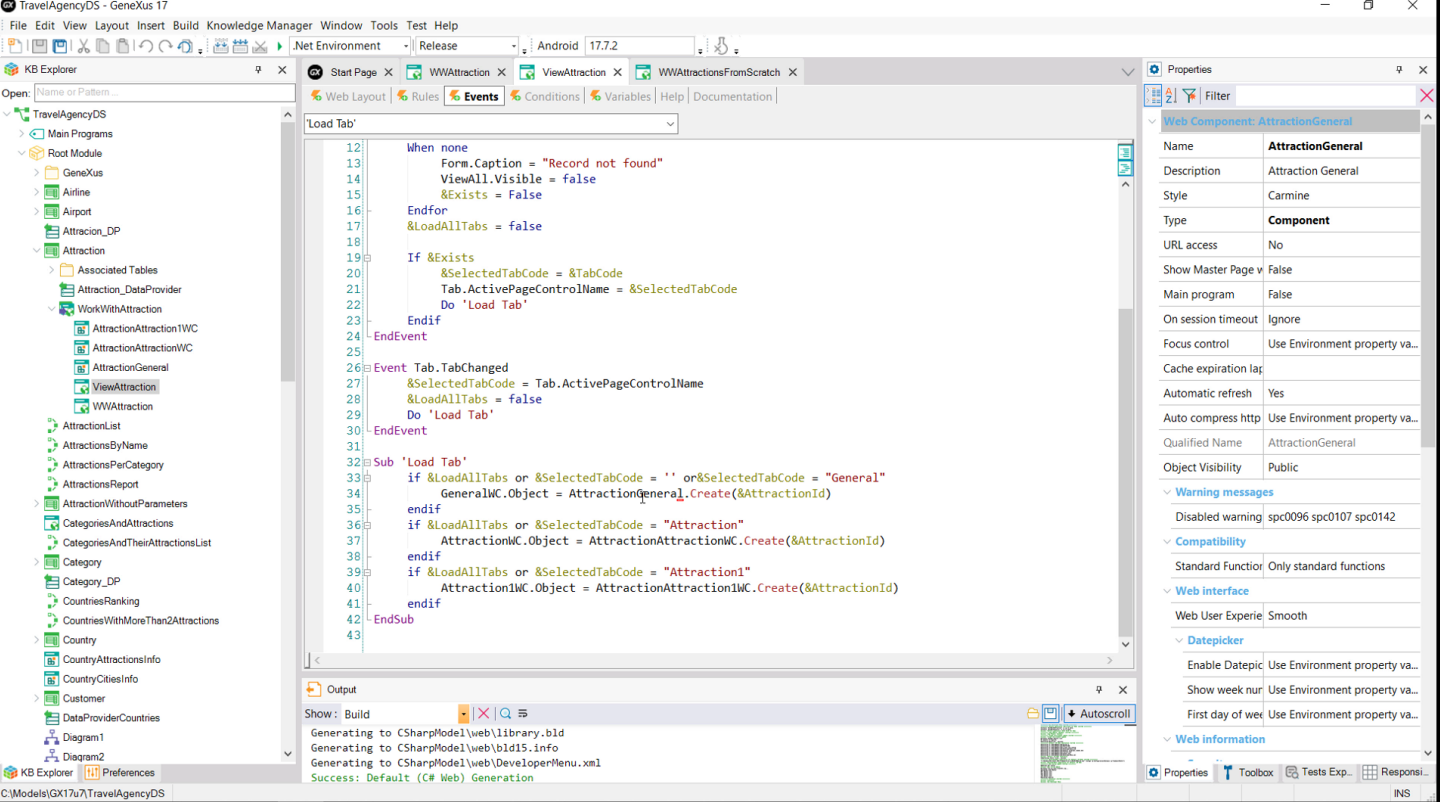 TravelAgencyDS - GeneXus 17
File Edit View Layout Insert Build Knowledge Manager Window Tools Test Help
.Net Environment Release Android 17.7.2
KB Explorer
Open: Name or Pattern ...
TravelAgencyDS
Main Programs
Root Module
GeneXus
Airline
Airport
Attracion_DP
Attraction
Associated Tables
Attraction_DataProvider
WorkWithAttraction
AttractionAttraction1WC
AttractionAttractionWC
AttractionGeneral
ViewAttraction
WWAttraction
AttractionList
AttractionsByName
AttractionsPerCategory
AttractionsReport
AttractionWithoutParameters
CategoriesAndAttractions
CategoriesAndTheirAttractionsList
Category
Category_DP
CountriesRanking
CountriesWithMoreThan2Attractions
Country
CountryAttractionsInfo
CountryCitiesInfo
Customer
DataProviderCountries
Diagram1
Diagram2
KB Explorer Preferences
C:\Models\GX17u7\TravelAgencyDS
Start Page WWAttraction ViewAttraction WWAttractionsFromScratch
Web Layout Rules Events Conditions Variables Help Documentation
'Load Tab'
12 When none
13 Form.Caption = "Record not found"
14 ViewAll.Visible = false
15 &Exists = False
16 Endfor
17 &LoadAllTabs = false
18
19 If &Exists
20 &SelectedTabCode = &TabCode
21 Tab.ActivePageControlName = &SelectedTabCode
22 Do 'Load Tab'
23 Endif
24 EndEvent
25
26 Event Tab.TabChanged
27 &SelectedTabCode = Tab.ActivePageControlName
28 &LoadAllTabs = false
29 Do 'Load Tab'
30 EndEvent
31
32 Sub 'Load Tab'
33 if &LoadAllTabs or &SelectedTabCode = '' or&SelectedTabCode = "General"
34 GeneralWC.Object = AttractionGeneral.Create(&AttractionId)
35 endif
36 if &LoadAllTabs or &SelectedTabCode = "Attraction"
37 AttractionWC.Object = AttractionAttractionWC.Create(&AttractionId)
38 endif
39 if &LoadAllTabs or &SelectedTabCode = "Attraction1"
40 Attraction1WC.Object = AttractionAttraction1WC.Create(&AttractionId)
41 endif
42 EndSub
43
Output
Show : Build Autoscroll
Generating to CSharpModel\web\library.bld
Generating to CSharpModel\web\bld15.info
Generating to CSharpModel\web\DeveloperMenu.xml
Success: Default (C# Web) Generation
Properties
Filter
Web Component: AttractionGeneral
Name AttractionGeneral
Description Attraction General
Style Carmine
Type Component
URL access No
Show Master Page w False
Main program False
On session timeout Ignore
Focus control Use Environment property va...
Cache expiration lap
Automatic refresh Yes
Auto compress http Use Environment property va...
Qualified Name AttractionGeneral
Object Visibility Public
Warning messages
Disabled warning spc0096 spc0107 spc0142
Compatibility
Standard Function Only standard functions
Web interface
Web User Experie Smooth
Datepicker
Enable Datepic Use Environment property va...
Show week nur Use Environment property va...
First day of wee Use Environment property va...
Web information
Properties Toolbox Tests Exp... Responsi...
INS